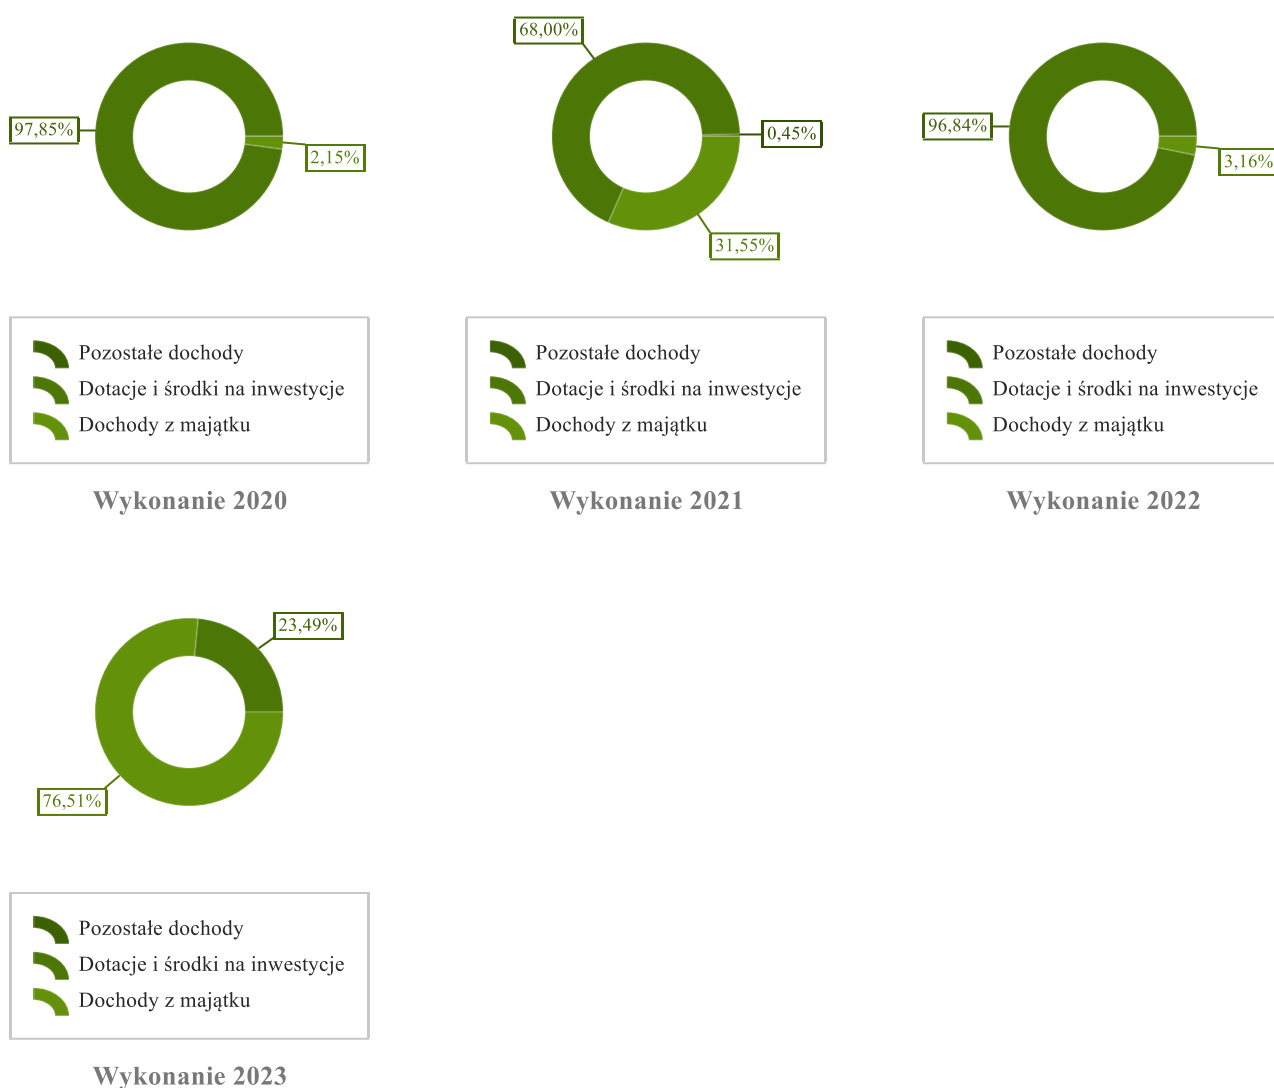 68,00%
97,85%
2,15%
0,45%
31,55%
96,84%
3,16%
Pozostałe dochody
Dotacje i środki na inwestycje
Dochody z majątku
Wykonanie 2020
Pozostałe dochody
Dotacje i środki na inwestycje
Dochody z majątku
Wykonanie 2021
Pozostałe dochody
Dotacje i środki na inwestycje
Dochody z majątku
Wykonanie 2022
23,49%
76,51%
Pozostałe dochody
Dotacje i środki na inwestycje
Dochody z majątku
Wykonanie 2023